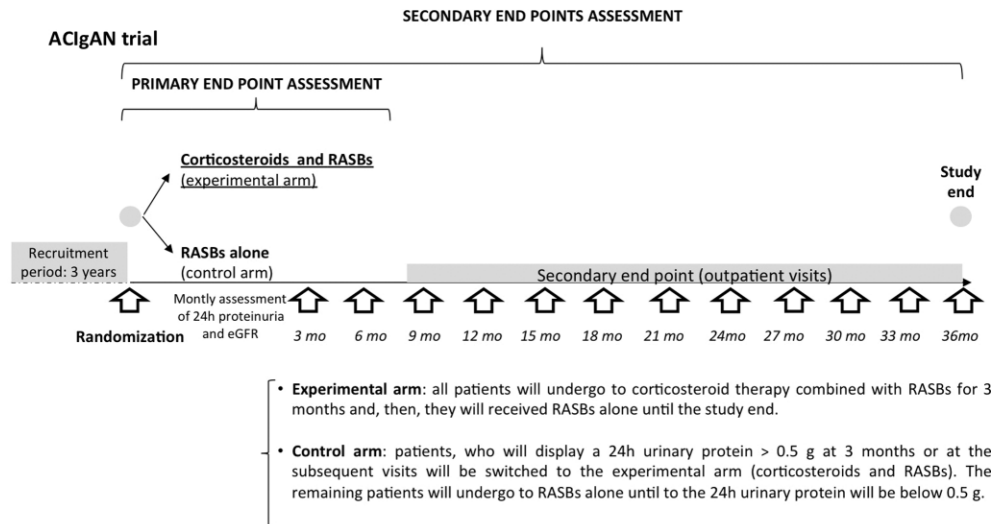 SECONDARY END POINTS ASSESSMENT
ACIgAN trial
PRIMARY END POINT ASSESSMENT
Corticosteroids and RASBs
(experimental arm)
Study
end
RASBs alone
(control arm)
Recruitment
period: 3 years
Secondary end point (outpatient visits)
Randomization
Montly assessment
of 24h proteinuria
and eGFR
3 mo
6 mo
9 mo
12 mo
15 mo
18 mo
21 mo
24mo
27 mo
30 mo
33 mo
36mo
• Experimental arm: all patients will undergo to corticosteroid therapy combined with RASBs for 3
months and, then, they will received RASBs alone until the study end.
• Control arm: patients, who will display a 24h urinary protein > 0.5 g at 3 months or at the
subsequent visits will be switched to the experimental arm (corticosteroids and RASBs). The
remaining patients will undergo to RASBs alone until to the 24h urinary protein will be below 0.5 g.